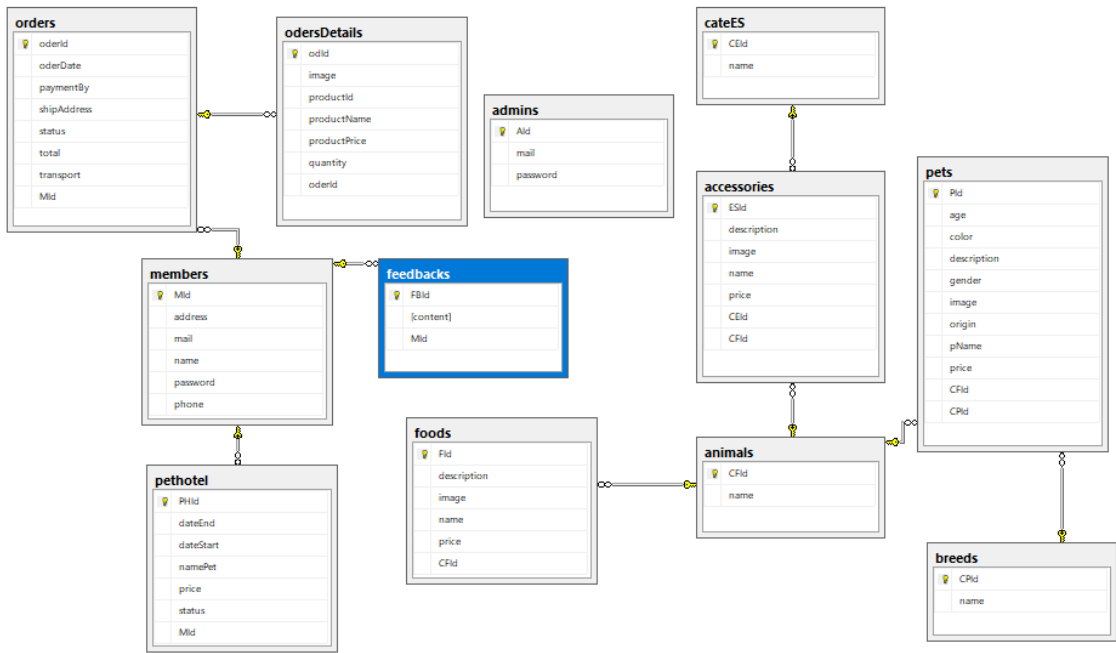 orders
oderId
oderDate
paymentBy
shipAddress
status
total
transport
MId
odersDetails
odId
image
productId
productName
productPrice
quantity
oderId
admins
AId
mail
password
cateES
CEId
name
accessories
ESId
description
image
name
price
CEId
CFId
pets
PId
age
color
description
gender
image
origin
pName
price
CFId
CPId
members
MId
address
mail
name
password
phone
feedbacks
FBId
[content]
MId
foods
FId
description
image
name
price
CFId
animals
CFId
name
pethotel
PHId
dateEnd
dateStart
namePet
price
status
MId
breeds
CPId
name